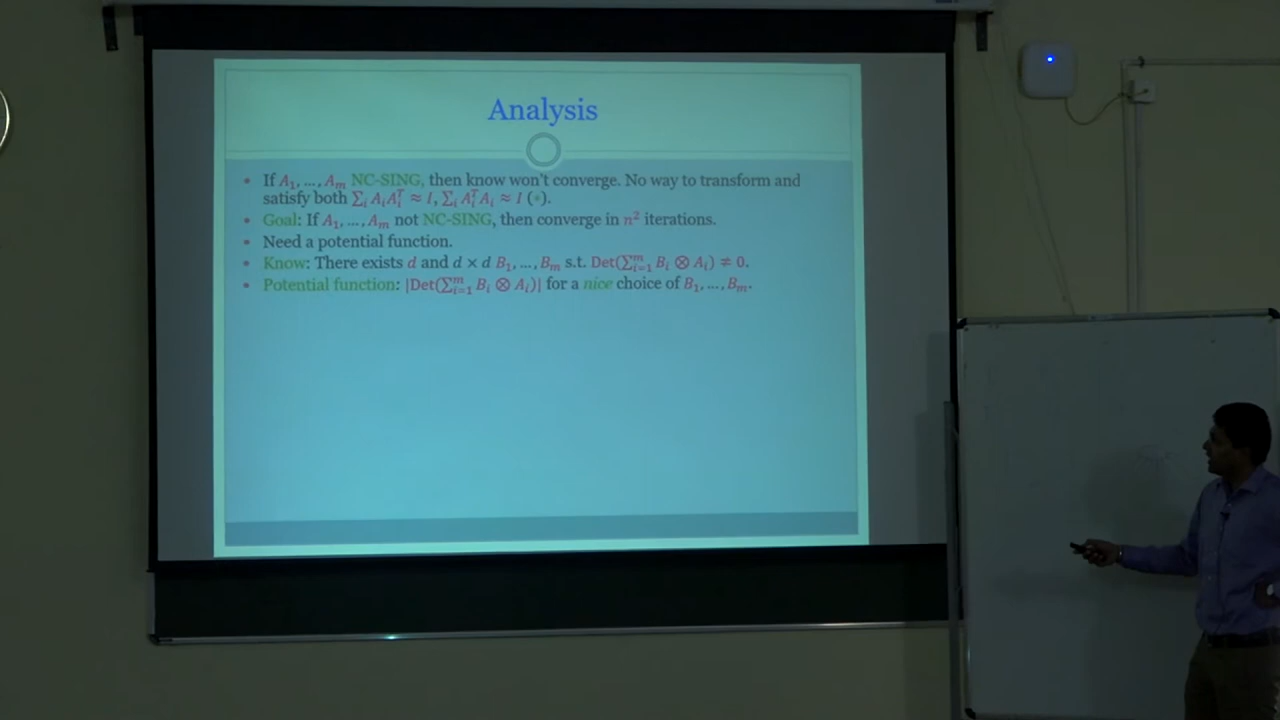 Analysis
• If A₁, ..., Aₘ NC-SING, then know won't converge. No way to transform and
satisfy both ∑ᵢ AᵢAᵢᵀ ≈ I, ∑ᵢ AᵢᵀAᵢ ≈ I (*).
• Goal: If A₁, ..., Aₘ not NC-SING, then converge in n² iterations.
• Need a potential function.
• Know: There exists d and d × d B₁, ..., Bₘ s.t. Det(∑ᵢ₌₁ᵐ Bᵢ ⊗ Aᵢ) ≠ 0.
• Potential function: |Det(∑ᵢ₌₁ᵐ Bᵢ ⊗ Aᵢ)| for a nice choice of B₁, ..., Bₘ.